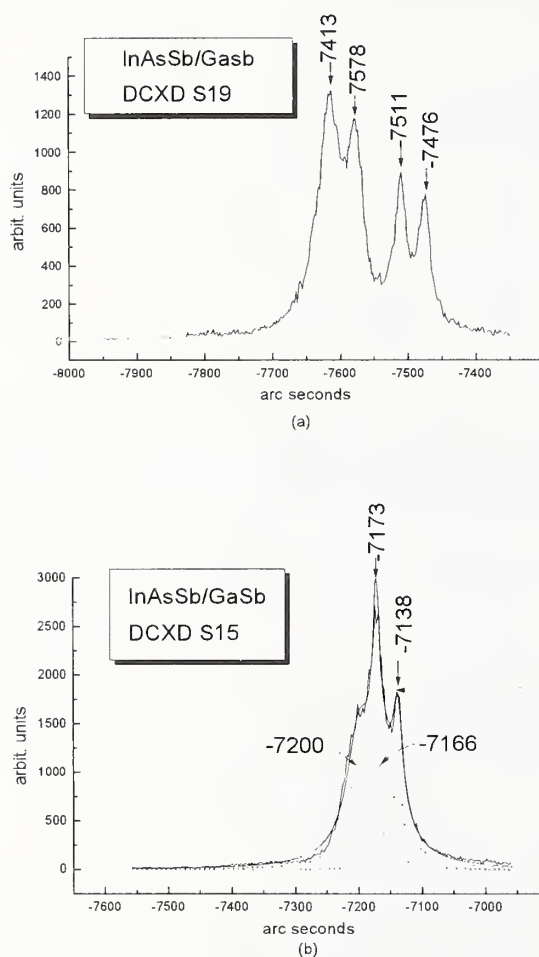 InAsSb/Gasb
DCXD S19
-7413
-7578
-7511
-7476
1400
1200
1000
800
600
400
200
0
arbit. units
-8000 -7900 -7800 -7700 -7600 -7500 -7400
arc seconds
(a)
InAsSb/GaSb
DCXD S15
-7173
-7138
-7200
-7166
3000
2500
2000
1500
1000
500
0
arbit. units
-7600 -7500 -7400 -7300 -7200 -7100 -7000
arc seconds
(b)